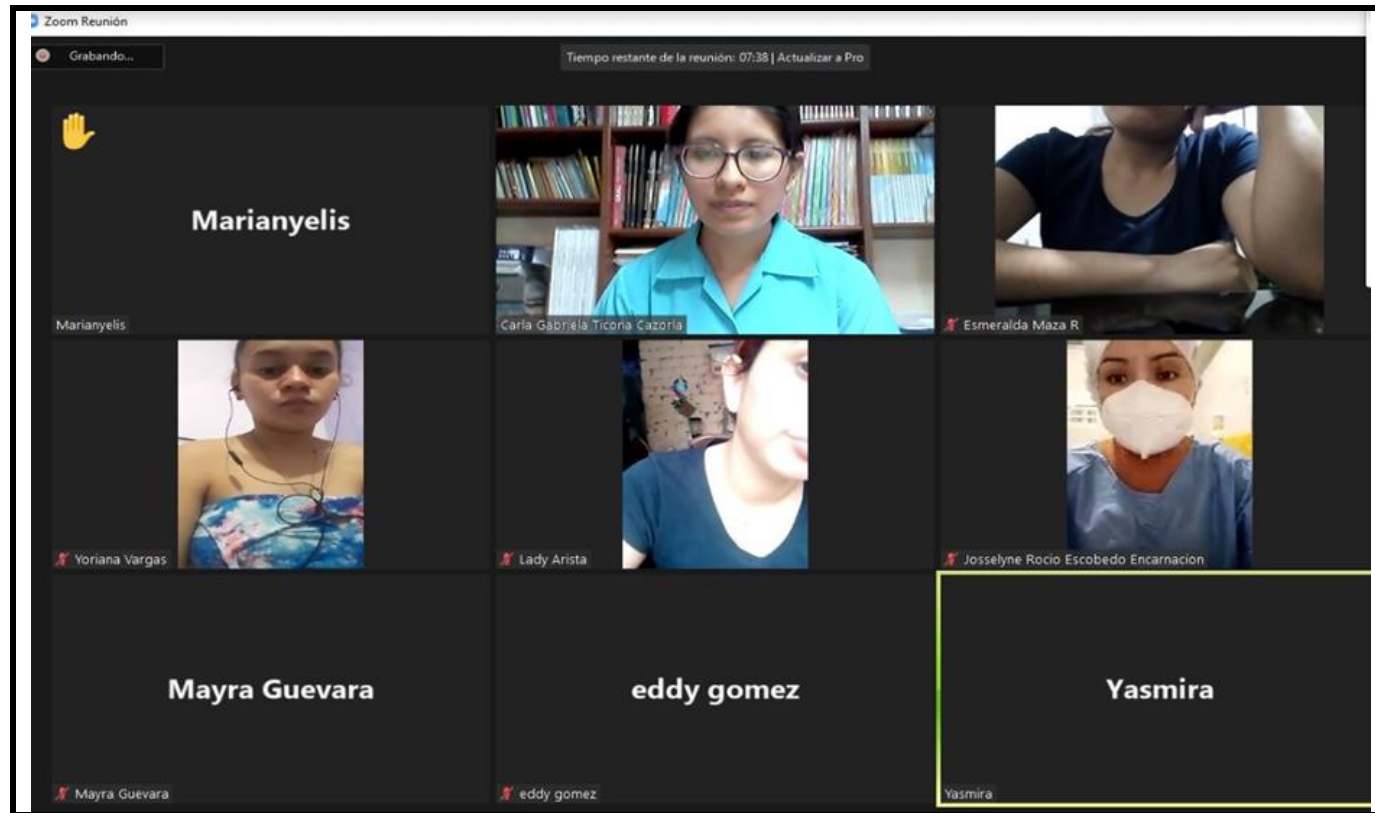 Zoom Reunión
Grabando...
Tiempo restante de la reunión: 07:38 | Actualizar a Pro
Marianyelis
Marianyelis
Carla Gabriela Ticona Cazorla
Esmeralda Maza R
Yoriana Vargas
Lady Arista
Josselyne Rocio Escobedo Encarnacion
Mayra Guevara
eddy gomez
Yasmira
Mayra Guevara
eddy gomez
Yasmira